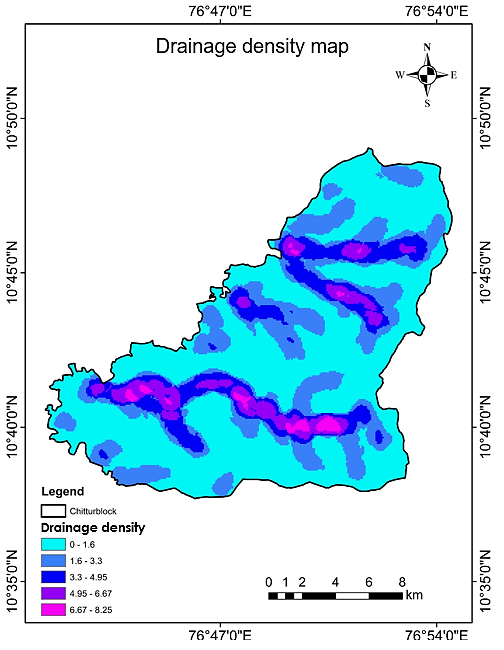 76°47'0"E 76°54'0"E
Drainage density map
N
W E
S
10°50'0"N 10°50'0"N
10°45'0"N 10°45'0"N
10°40'0"N 10°40'0"N
10°35'0"N 10°35'0"N
Legend
Chitturblock
Drainage density
0 - 1.6
1.6 - 3.3
3.3 - 4.95
4.95 - 6.67
6.67 - 8.25
0 1 2 4 6 8
km
76°47'0"E 76°54'0"E